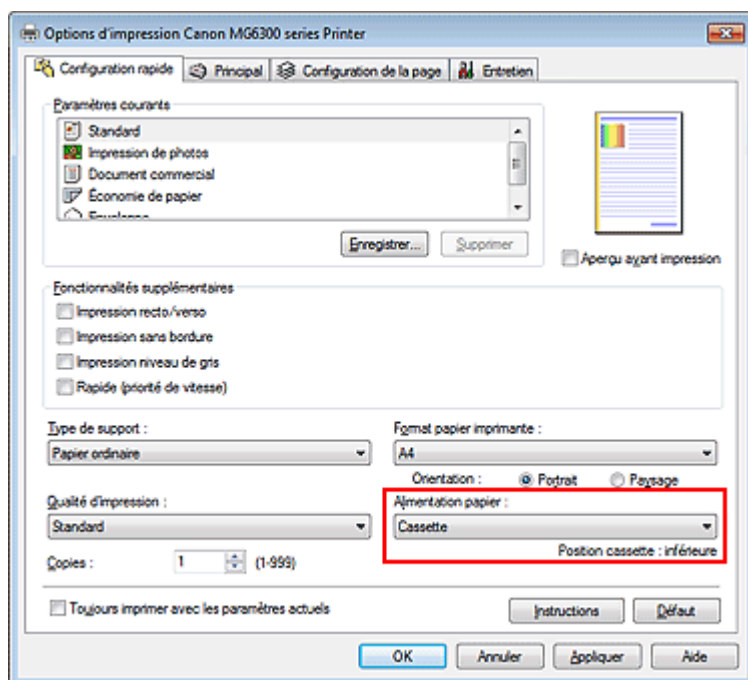 Options d'impression Canon MG6300 series Printer
Configuration rapide Principal Configuration de la page Entretien
Paramètres courants
Standard
Impression de photos
Document commercial
Économie de papier
Enregistrer... Supprimer
Aperçu avant impression
Fonctionnalités supplémentaires
Impression recto/verso
Impression sans bordure
Impression niveau de gris
Rapide (priorité de vitesse)
Type de support : Format papier imprimante :
Papier ordinaire A4
Orientation : Portrait Paysage
Qualité d'impression : Alimentation papier :
Standard Cassette
Position cassette : inférieure
Copies : 1 (1-999)
Toujours imprimer avec les paramètres actuels Instructions Défaut
OK Annuler Appliquer Aide